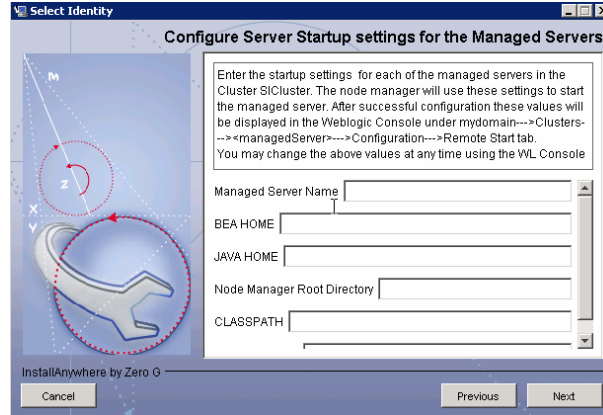 Select Identity
Configure Server Startup settings for the Managed Servers
Enter the startup settings for each of the managed servers in the
Cluster SICluster. The node manager will use these settings to start
the managed server. After successful configuration these values will
be displayed in the Weblogic Console under mydomain--->Clusters-
--><managedServer>--->Configuration--->Remote Start tab.
You may change the above values at any time using the WL Console
Managed Server Name
BEA HOME
JAVA HOME
Node Manager Root Directory
CLASSPATH
M
Z
X
Y
InstallAnywhere by Zero G
Cancel
Previous
Next